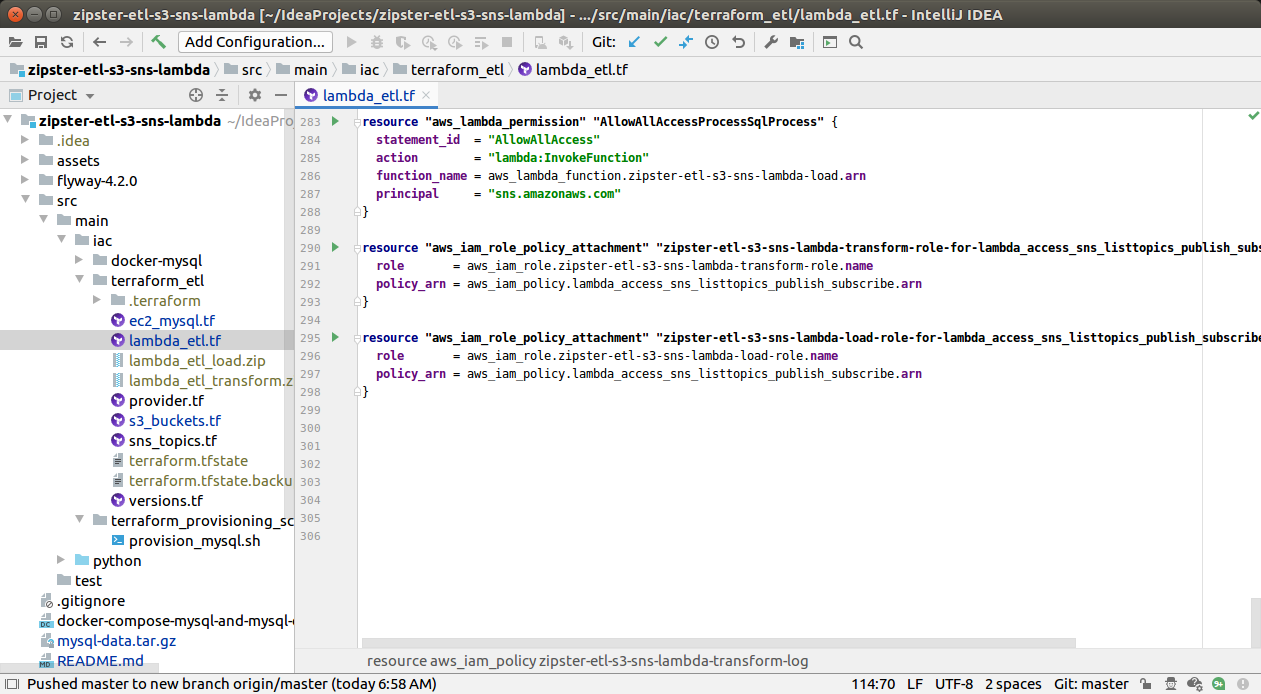 zipster-etl-s3-sns-lambda [~/IdeaProjects/zipster-etl-s3-sns-lambda] - .../src/main/iac/terraform_etl/lambda_etl.tf - IntelliJ IDEA
Add Configuration... Git:
zipster-etl-s3-sns-lambda src main iac terraform_etl lambda_etl.tf
Project
zipster-etl-s3-sns-lambda ~/IdeaPro
.idea
assets
flyway-4.2.0
src
main
iac
docker-mysql
terraform_etl
.terraform
ec2_mysql.tf
lambda_etl.tf
lambda_etl_load.zip
lambda_etl_transform.z
provider.tf
s3_buckets.tf
sns_topics.tf
terraform.tfstate
terraform.tfstate.backu
versions.tf
terraform_provisioning_sc
provision_mysql.sh
python
test
.gitignore
docker-compose-mysql-and-mysql-
mysql-data.tar.gz
README.md
lambda_etl.tf
283 resource "aws_lambda_permission" "AllowAllAccessProcessSqlProcess" {
284 statement_id = "AllowAllAccess"
285 action = "lambda:InvokeFunction"
286 function_name = aws_lambda_function.zipster-etl-s3-sns-lambda-load.arn
287 principal = "sns.amazonaws.com"
288 }
289
290 resource "aws_iam_role_policy_attachment" "zipster-etl-s3-sns-lambda-transform-role-for-lambda_access_sns_listtopics_publish_subs
291 role = aws_iam_role.zipster-etl-s3-sns-lambda-transform-role.name
292 policy_arn = aws_iam_policy.lambda_access_sns_listtopics_publish_subscribe.arn
293 }
294
295 resource "aws_iam_role_policy_attachment" "zipster-etl-s3-sns-lambda-load-role-for-lambda_access_sns_listtopics_publish_subscribe
296 role = aws_iam_role.zipster-etl-s3-sns-lambda-load-role.name
297 policy_arn = aws_iam_policy.lambda_access_sns_listtopics_publish_subscribe.arn
298 }
299
300
301
302
303
304
305
306
resource aws_iam_policy zipster-etl-s3-sns-lambda-transform-log
Pushed master to new branch origin/master (today 6:58 AM) 114:70 LF UTF-8 2 spaces Git: master 9+